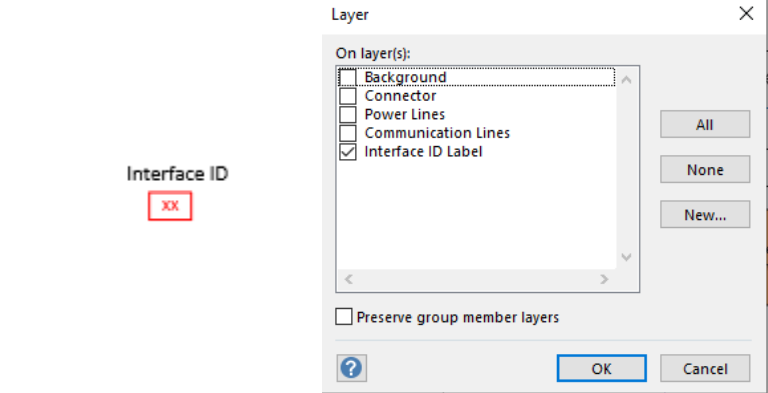 Interface ID
xx
Layer
On layer(s):
Background
Connector
Power Lines
Communication Lines
Interface ID Label
All
None
New...
Preserve group member layers
?
OK
Cancel